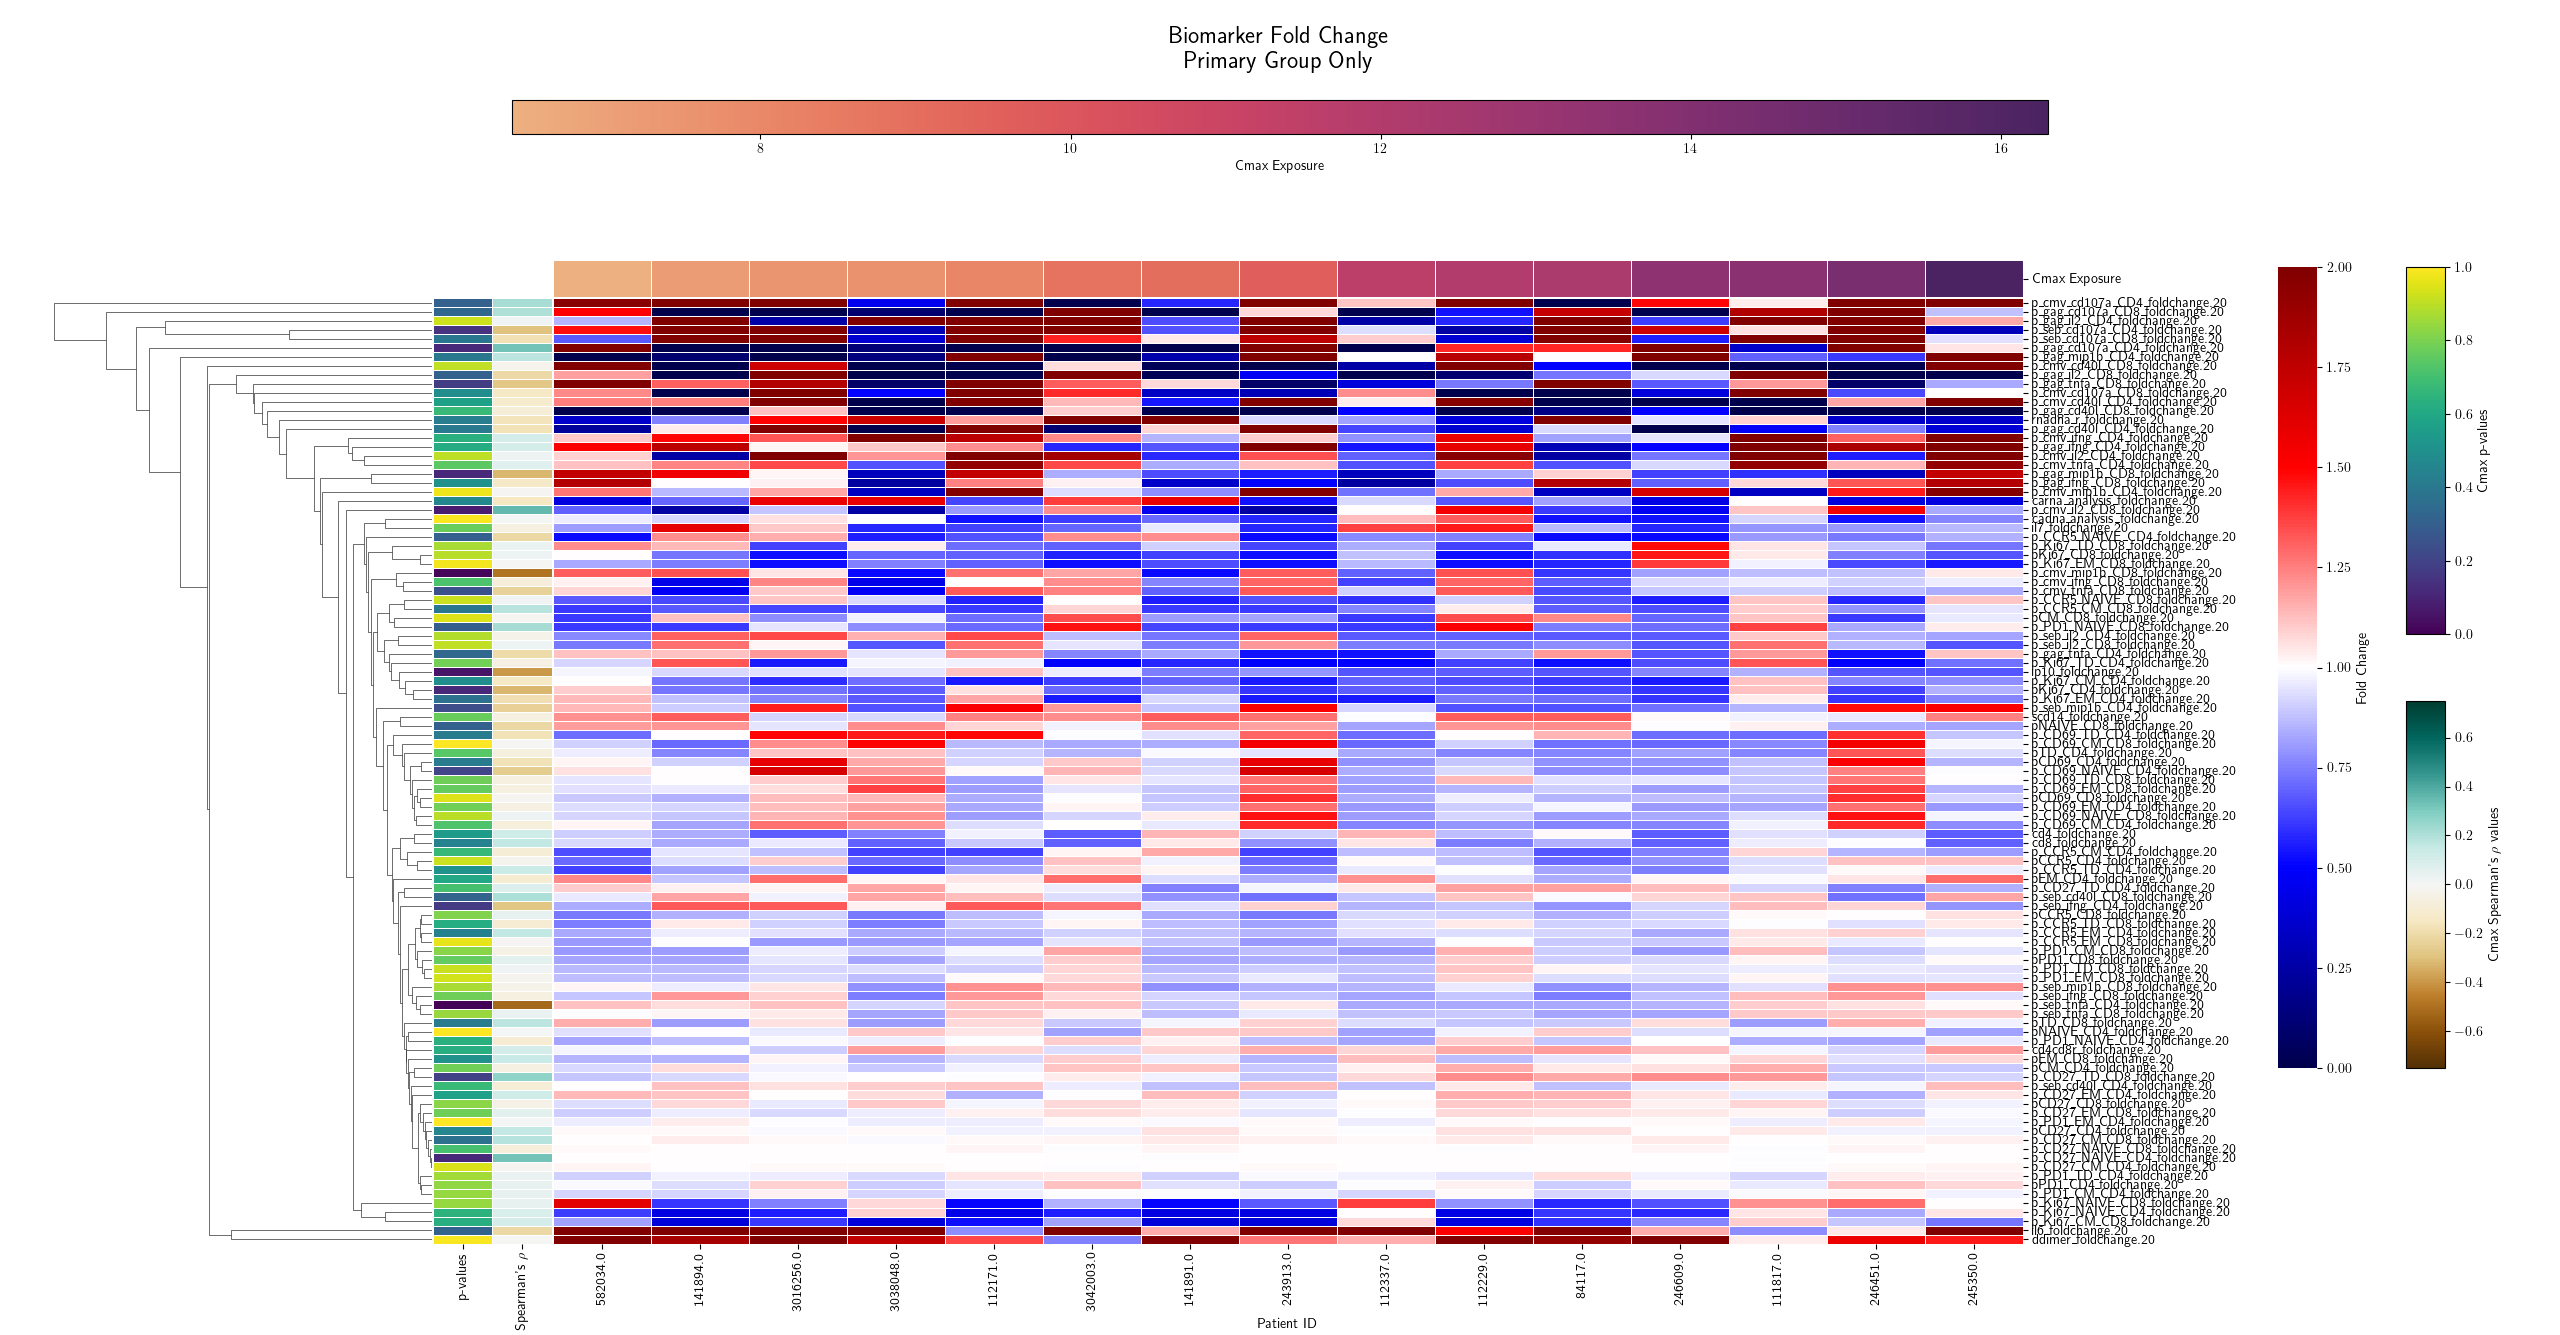 Biomarker Fold Change
Primary Group Only
8
10
12
14
16
Cmax Exposure
Cmax Exposure
p_cmv_cd107a_CD4_foldchange.20
p_gag_cd107a_CD8_foldchange.20
p_gag_il2_CD4_foldchange.20
p_seb_cd107a_CD4_foldchange.20
p_seb_cd107a_CD8_foldchange.20
p_gag_cd107a_CD4_foldchange.20
p_gag_mip1b_CD4_foldchange.20
p_cmv_cd40l_CD8_foldchange.20
p_gag_il2_CD8_foldchange.20
p_gag_tnfa_CD8_foldchange.20
p_cmv_cd107a_CD8_foldchange.20
p_cmv_cd40l_CD4_foldchange.20
p_gag_cd40l_CD8_foldchange.20
rnadna_r_foldchange.20
p_gag_cd40l_CD4_foldchange.20
p_cmv_ifng_CD4_foldchange.20
p_gag_ifng_CD4_foldchange.20
p_cmv_il2_CD4_foldchange.20
p_cmv_tnfa_CD4_foldchange.20
p_gag_mip1b_CD8_foldchange.20
p_gag_ifng_CD8_foldchange.20
p_cmv_mip1b_CD4_foldchange.20
carna_analysis_foldchange.20
p_cmv_il2_CD8_foldchange.20
cadna_analysis_foldchange.20
il7_foldchange.20
p_CCR5_NAIVE_CD4_foldchange.20
p_Ki67_TD_CD8_foldchange.20
pKi67_CD8_foldchange.20
p_Ki67_EM_CD8_foldchange.20
p_cmv_mip1b_CD8_foldchange.20
p_cmv_ifng_CD8_foldchange.20
p_cmv_tnfa_CD8_foldchange.20
p_CCR5_NAIVE_CD8_foldchange.20
p_CCR5_CM_CD8_foldchange.20
pCM_CD8_foldchange.20
p_PD1_NAIVE_CD8_foldchange.20
p_seb_il2_CD4_foldchange.20
p_seb_il2_CD8_foldchange.20
p_gag_tnfa_CD4_foldchange.20
p_Ki67_TD_CD4_foldchange.20
ip10_foldchange.20
p_Ki67_CM_CD4_foldchange.20
pKi67_CD4_foldchange.20
p_Ki67_EM_CD4_foldchange.20
p_seb_mip1b_CD4_foldchange.20
scd14_foldchange.20
pNAIVE_CD8_foldchange.20
p_CD69_TD_CD4_foldchange.20
p_CD69_CM_CD8_foldchange.20
pTD_CD4_foldchange.20
pCD69_CD4_foldchange.20
p_CD69_NAIVE_CD4_foldchange.20
p_CD69_TD_CD8_foldchange.20
p_CD69_EM_CD8_foldchange.20
pCD69_CD8_foldchange.20
p_CD69_EM_CD4_foldchange.20
p_CD69_NAIVE_CD8_foldchange.20
p_CD69_CM_CD4_foldchange.20
cd4_foldchange.20
cd8_foldchange.20
p_CCR5_CM_CD4_foldchange.20
pCCR5_CD4_foldchange.20
p_CCR5_TD_CD4_foldchange.20
pEM_CD4_foldchange.20
p_CD27_TD_CD4_foldchange.20
p_seb_cd40l_CD8_foldchange.20
p_seb_ifng_CD4_foldchange.20
pCCR5_CD8_foldchange.20
p_CCR5_TD_CD8_foldchange.20
p_CCR5_EM_CD4_foldchange.20
p_CCR5_EM_CD8_foldchange.20
p_PD1_CM_CD8_foldchange.20
pPD1_CD8_foldchange.20
p_PD1_TD_CD8_foldchange.20
p_PD1_EM_CD8_foldchange.20
p_seb_mip1b_CD8_foldchange.20
p_seb_ifng_CD8_foldchange.20
p_seb_tnfa_CD4_foldchange.20
p_seb_tnfa_CD8_foldchange.20
pTD_CD8_foldchange.20
pNAIVE_CD4_foldchange.20
p_PD1_NAIVE_CD4_foldchange.20
cd4cd8r_foldchange.20
pEM_CD8_foldchange.20
pCM_CD4_foldchange.20
p_CD27_TD_CD8_foldchange.20
p_seb_cd40l_CD4_foldchange.20
p_CD27_EM_CD4_foldchange.20
pCD27_CD8_foldchange.20
p_CD27_EM_CD8_foldchange.20
p_PD1_EM_CD4_foldchange.20
pCD27_CD4_foldchange.20
p_CD27_CM_CD8_foldchange.20
p_CD27_NAIVE_CD8_foldchange.20
p_CD27_NAIVE_CD4_foldchange.20
p_CD27_CM_CD4_foldchange.20
p_PD1_TD_CD4_foldchange.20
pPD1_CD4_foldchange.20
p_PD1_CM_CD4_foldchange.20
p_Ki67_NAIVE_CD8_foldchange.20
p_Ki67_NAIVE_CD4_foldchange.20
p_Ki67_CM_CD8_foldchange.20
il6_foldchange.20
ddimer_foldchange.20
p-values
Spearman's ρ
582034.0
141894.0
3016256.0
3038048.0
112171.0
3042003.0
141891.0
243913.0
112337.0
112229.0
84117.0
246609.0
111817.0
246451.0
245350.0
Patient ID
2.00
1.75
1.50
1.25
1.00
0.75
0.50
0.25
0.00
Fold Change
1.0
0.8
0.6
0.4
0.2
0.0
Cmax p-values
0.6
0.4
0.2
0.0
−0.2
−0.4
−0.6
Cmax Spearman's ρ values